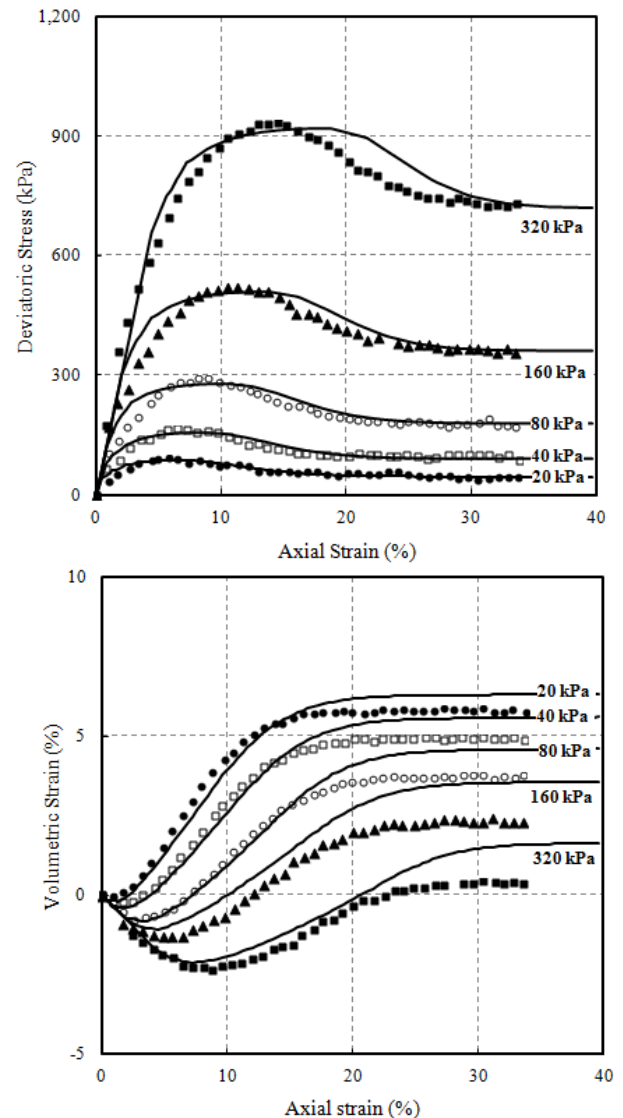 1,200
900
600
300
0
Deviatoric Stress (kPa)
320 kPa
160 kPa
80 kPa
40 kPa
20 kPa
0 10 20 30 40
Axial Strain (%)
10
5
0
-5
Volumetric Strain (%)
20 kPa
40 kPa
80 kPa
160 kPa
320 kPa
0 10 20 30 40
Axial strain (%)